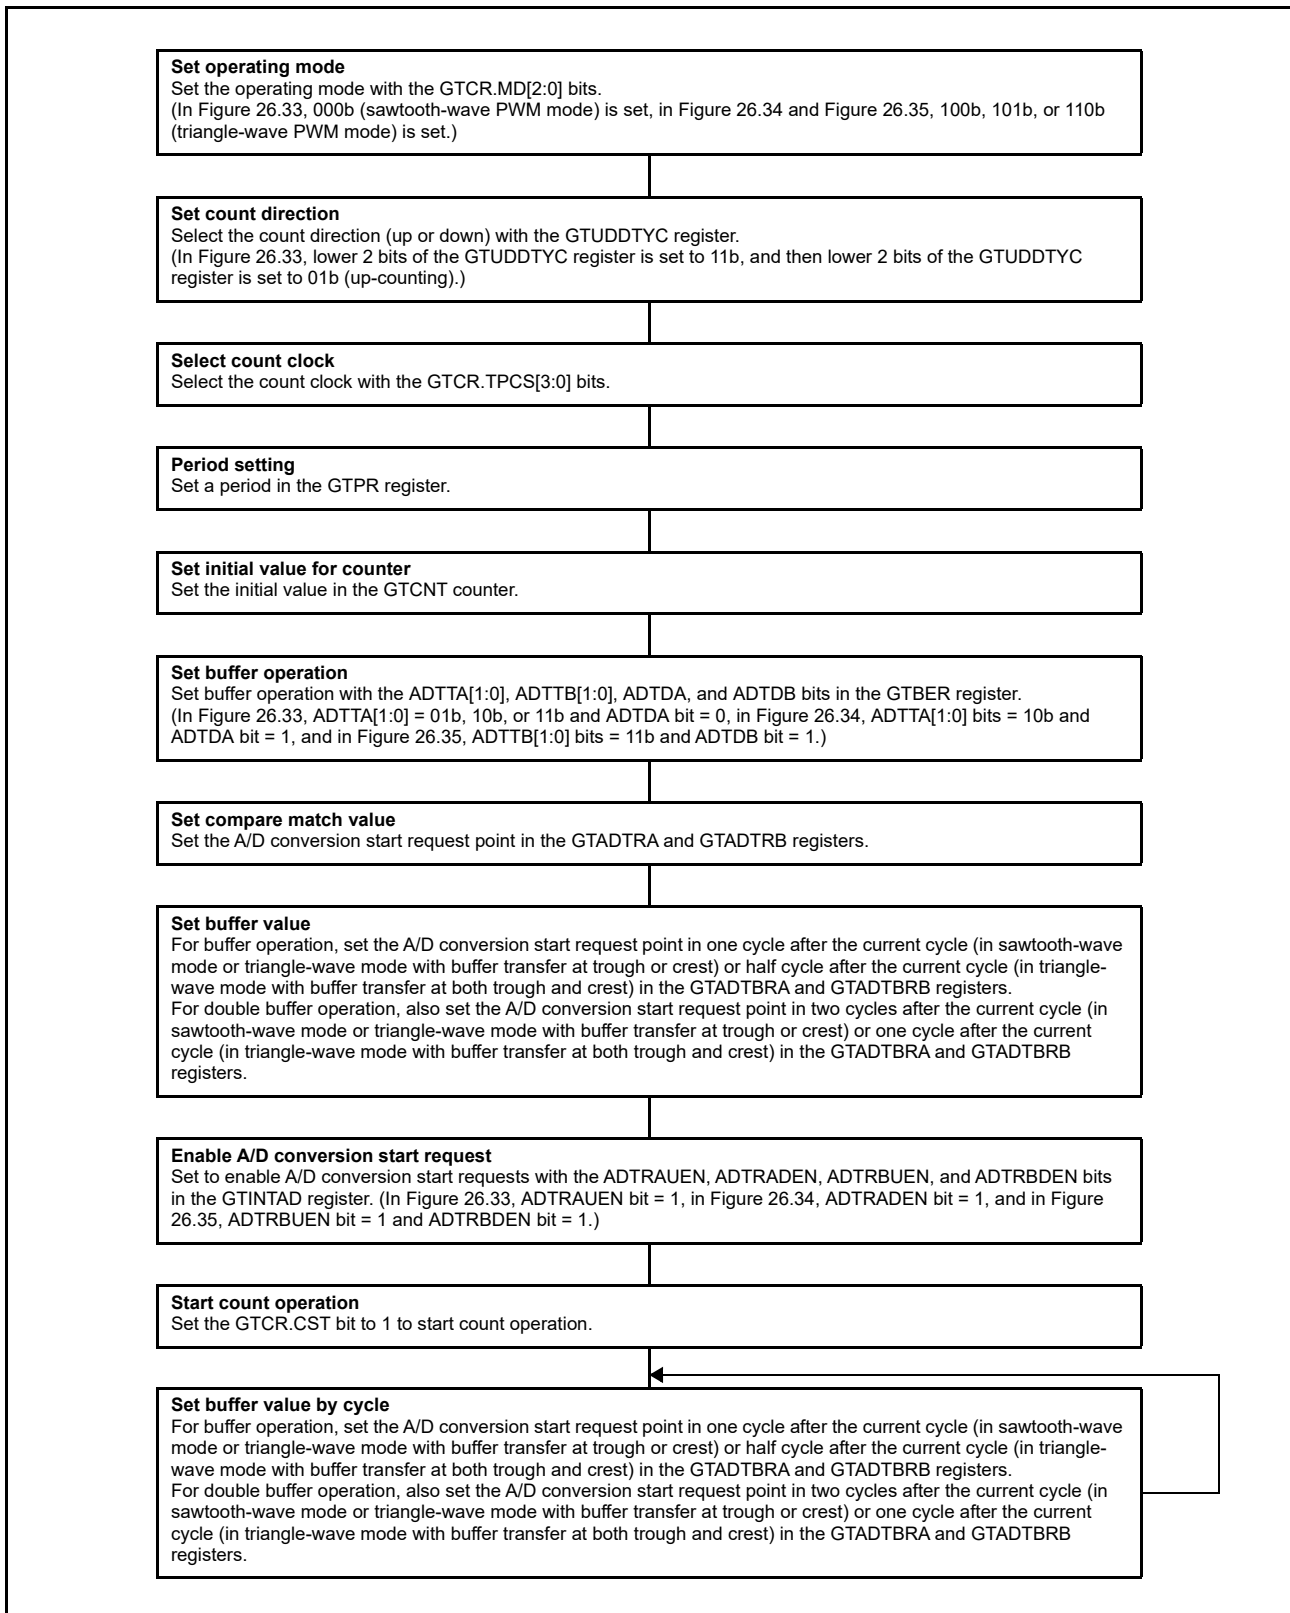 Set operating mode
Set the operating mode with the GTCR.MD[2:0] bits.
(In Figure 26.33, 000b (sawtooth-wave PWM mode) is set, in Figure 26.34 and Figure 26.35, 100b, 101b, or 110b
(triangle-wave PWM mode) is set.)
Set count direction
Select the count direction (up or down) with the GTUDDTYC register.
(In Figure 26.33, lower 2 bits of the GTUDDTYC register is set to 11b, and then lower 2 bits of the GTUDDTYC
register is set to 01b (up-counting).)
Select count clock
Select the count clock with the GTCR.TPCS[3:0] bits.
Period setting
Set a period in the GTPR register.
Set initial value for counter
Set the initial value in the GTCNT counter.
Set buffer operation
Set buffer operation with the ADTTA[1:0], ADTTB[1:0], ADTDA, and ADTDB bits in the GTBER register.
(In Figure 26.33, ADTTA[1:0] = 01b, 10b, or 11b and ADTDA bit = 0, in Figure 26.34, ADTTA[1:0] bits = 10b and
ADTDA bit = 1, and in Figure 26.35, ADTTB[1:0] bits = 11b and ADTDB bit = 1.)
Set compare match value
Set the A/D conversion start request point in the GTADTRA and GTADTRB registers.
Set buffer value
For buffer operation, set the A/D conversion start request point in one cycle after the current cycle (in sawtooth-wave
mode or triangle-wave mode with buffer transfer at trough or crest) or half cycle after the current cycle (in triangle-
wave mode with buffer transfer at both trough and crest) in the GTADTBRA and GTADTBRB registers.
For double buffer operation, also set the A/D conversion start request point in two cycles after the current cycle (in
sawtooth-wave mode or triangle-wave mode with buffer transfer at trough or crest) or one cycle after the current
cycle (in triangle-wave mode with buffer transfer at both trough and crest) in the GTADTBRA and GTADTBRB
registers.
Enable A/D conversion start request
Set to enable A/D conversion start requests with the ADTRAUEN, ADTRADEN, ADTRBUEN, and ADTRBDEN bits
in the GTINTAD register. (In Figure 26.33, ADTRAUEN bit = 1, in Figure 26.34, ADTRADEN bit = 1, and in Figure
26.35, ADTRBUEN bit = 1 and ADTRBDEN bit = 1.)
Start count operation
Set the GTCR.CST bit to 1 to start count operation.
Set buffer value by cycle
For buffer operation, set the A/D conversion start request point in one cycle after the current cycle (in sawtooth-wave
mode or triangle-wave mode with buffer transfer at trough or crest) or half cycle after the current cycle (in triangle-
wave mode with buffer transfer at both trough and crest) in the GTADTBRA and GTADTBRB registers.
For double buffer operation, also set the A/D conversion start request point in two cycles after the current cycle (in
sawtooth-wave mode or triangle-wave mode with buffer transfer at trough or crest) or one cycle after the current
cycle (in triangle-wave mode with buffer transfer at both trough and crest) in the GTADTBRA and GTADTBRB
registers.